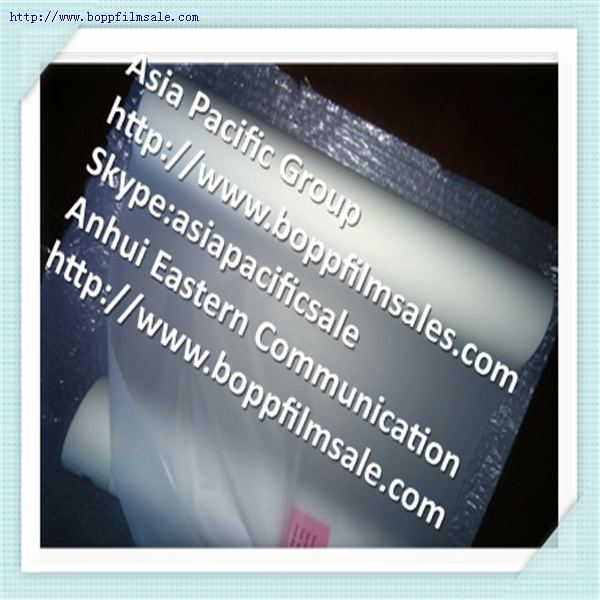 http://www.boppfilmsale.com
Asia Pacific Group
http://www.boppfilmsales.com
Skype:asiapacificsale
Anhui Eastern Communication
http://www.boppfilmsale.com